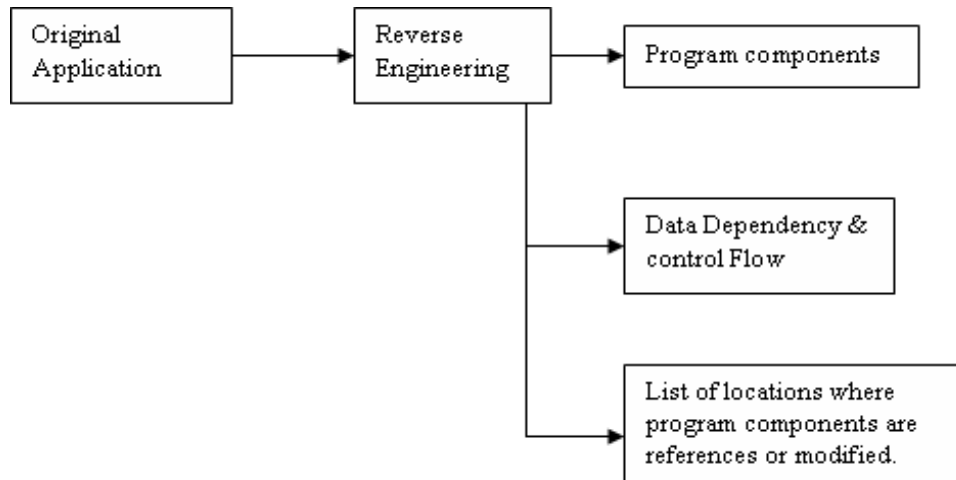 Original
Application
Reverse
Engineering
Program components
Data Dependency &
control Flow
List of locations where
program components are
references or modified.